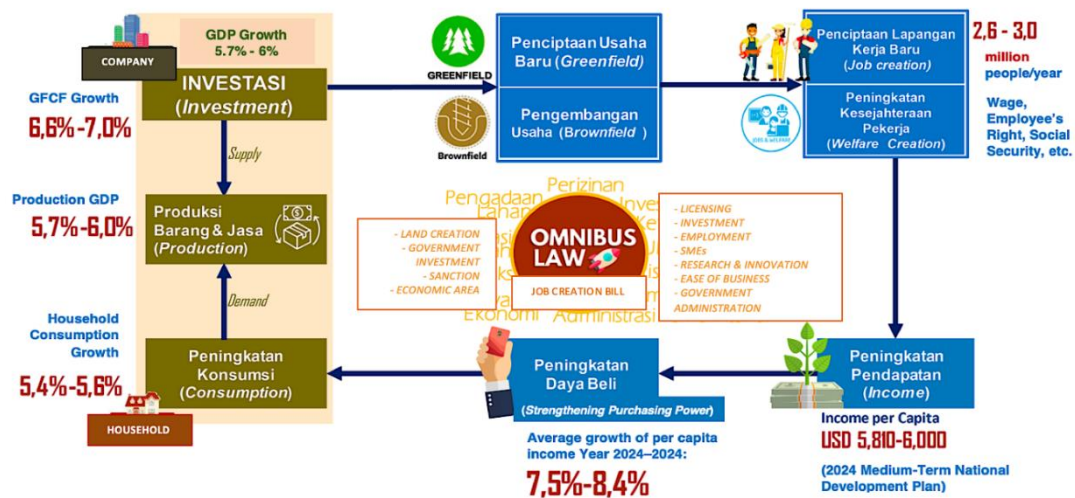 GDP Growth
5.7% - 6%
COMPANY
INVESTASI
(Investment)
GFCF Growth
6,6%-7,0%
Supply
Production GDP
5,7%-6,0%
Produksi
Barang & Jasa
(Production)
Demand
Household
Consumption
Growth
5,4%-5,6%
HOUSEHOLD
Peningkatan
Konsumsi
(Consumption)
GREENFIELD
Brownfield
Penciptaan Usaha
Baru (Greenfield)
Pengembangan
Usaha (Brownfield )
JOBS & WELFARE
Penciptaan Lapangan
Kerja Baru
(Job creation)
Peningkatan
Kesejahteraan
Pekerja
(Welfare Creation)
2,6 - 3,0
million
people/year
Wage,
Employee's
Right, Social
Security, etc.
Perizinan
Pengadaan
Lahan
Inves
Ke
Ekonomi
Administrasi
- LAND CREATION
- GOVERNMENT
INVESTMENT
- SANCTION
- ECONOMIC AREA
OMNIBUS
LAW
JOB CREATION BILL
- LICENSING
- INVESTMENT
- EMPLOYMENT
- SMEs
- RESEARCH & INNOVATION
- EASE OF BUSINESS
- GOVERNMENT
ADMINISTRATION
Peningkatan
Daya Beli
(Strengthening Purchasing Power)
Average growth of per capita
income Year 2024–2024:
7,5%-8,4%
Peningkatan
Pendapatan
(Income)
Income per Capita
USD 5,810-6,000
(2024 Medium-Term National
Development Plan)